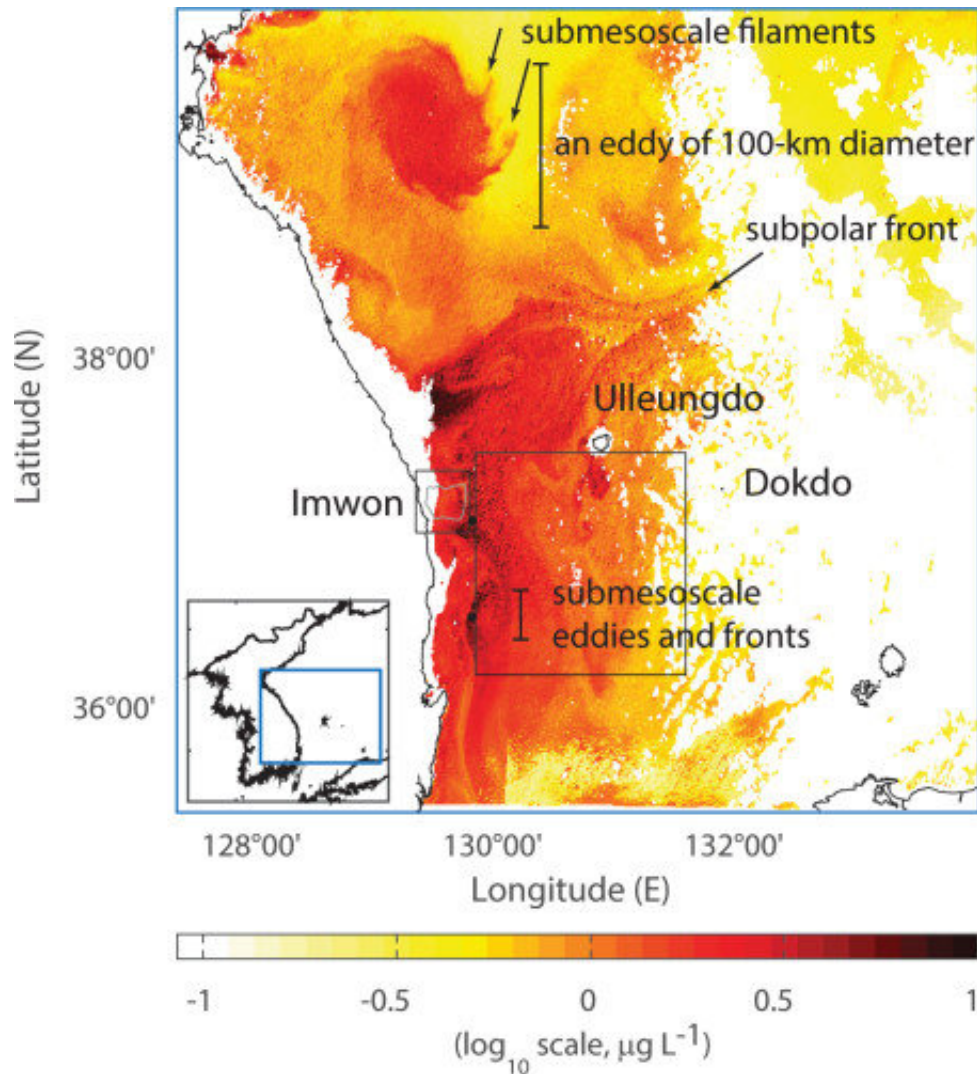 submesoscale filaments
an eddy of 100-km diameter
subpolar front
Latitude (N)
38°00'
Ulleungdo
Dokdo
Imwon
submesoscale
eddies and fronts
36°00'
128°00' 130°00' 132°00'
Longitude (E)
-1 -0.5 0 0.5 1
(log10 scale, μg L-1)